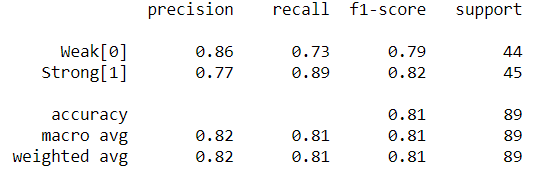 precision recall f1-score support
Weak[0] 0.86 0.73 0.79 44
Strong[1] 0.77 0.89 0.82 45
accuracy 0.81 89
macro avg 0.82 0.81 0.81 89
weighted avg 0.82 0.81 0.81 89